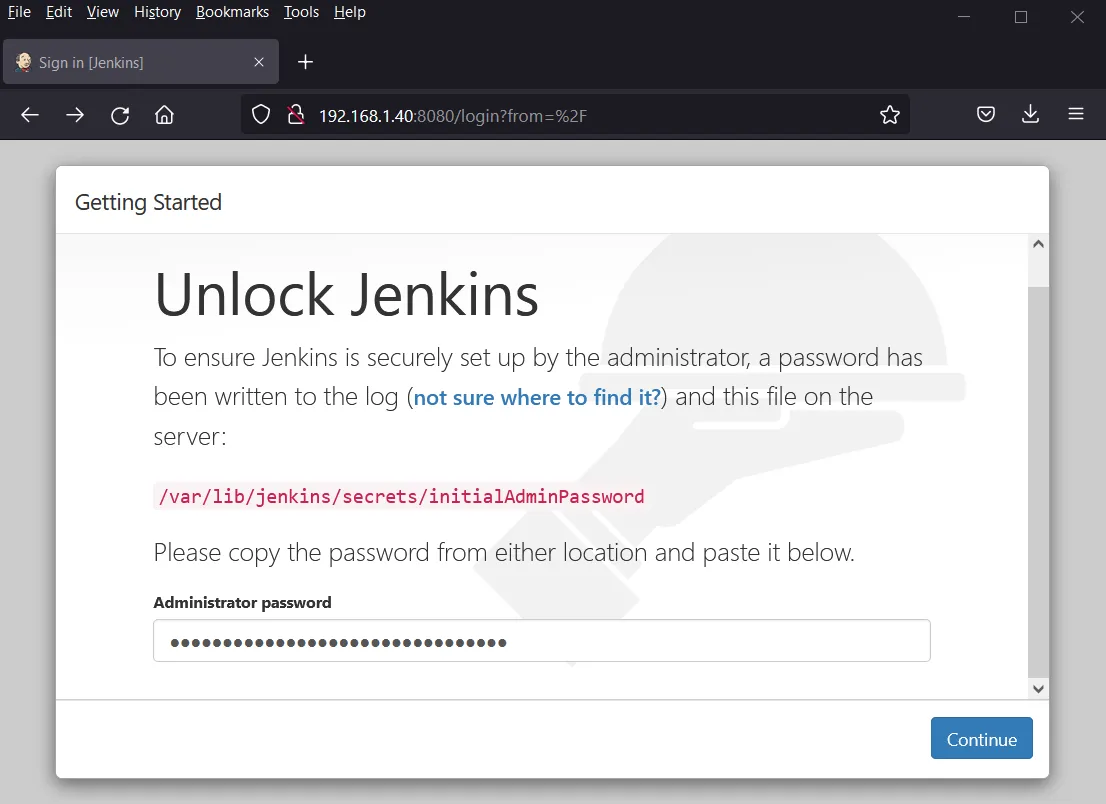 File Edit View History Bookmarks Tools Help
Sign in [Jenkins]
192.168.1.40:8080/login?from=%2F
Getting Started
Unlock Jenkins
To ensure Jenkins is securely set up by the administrator, a password has
been written to the log (not sure where to find it?) and this file on the
server:
/var/lib/jenkins/secrets/initialAdminPassword
Please copy the password from either location and paste it below.
Administrator password
••••••••••••••••••••••••••••••••
Continue